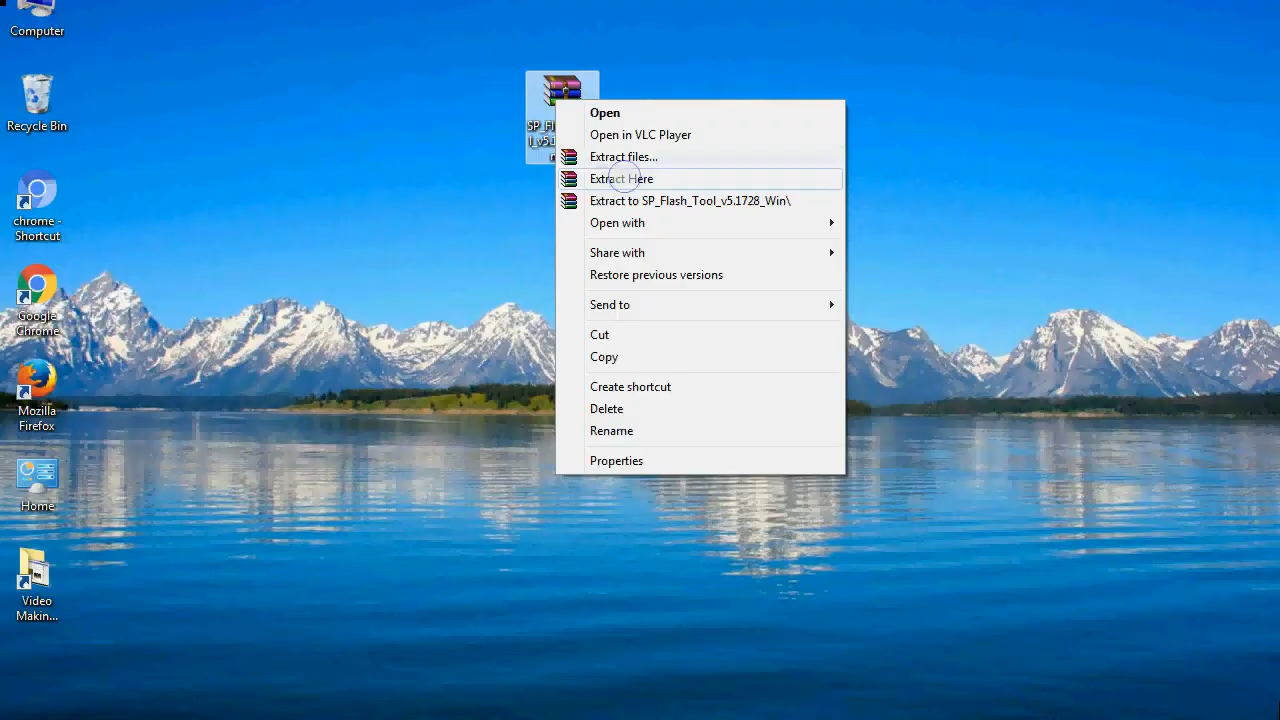 Computer
Recycle Bin
chrome -
Shortcut
Google
Chrome
Mozilla
Firefox
Home
Video
Makin...
Open
Open in VLC Player
Extract files...
Extract Here
Extract to SP_Flash_Tool_v5.1728_Win\
Open with
Share with
Restore previous versions
Send to
Cut
Copy
Create shortcut
Delete
Rename
Properties